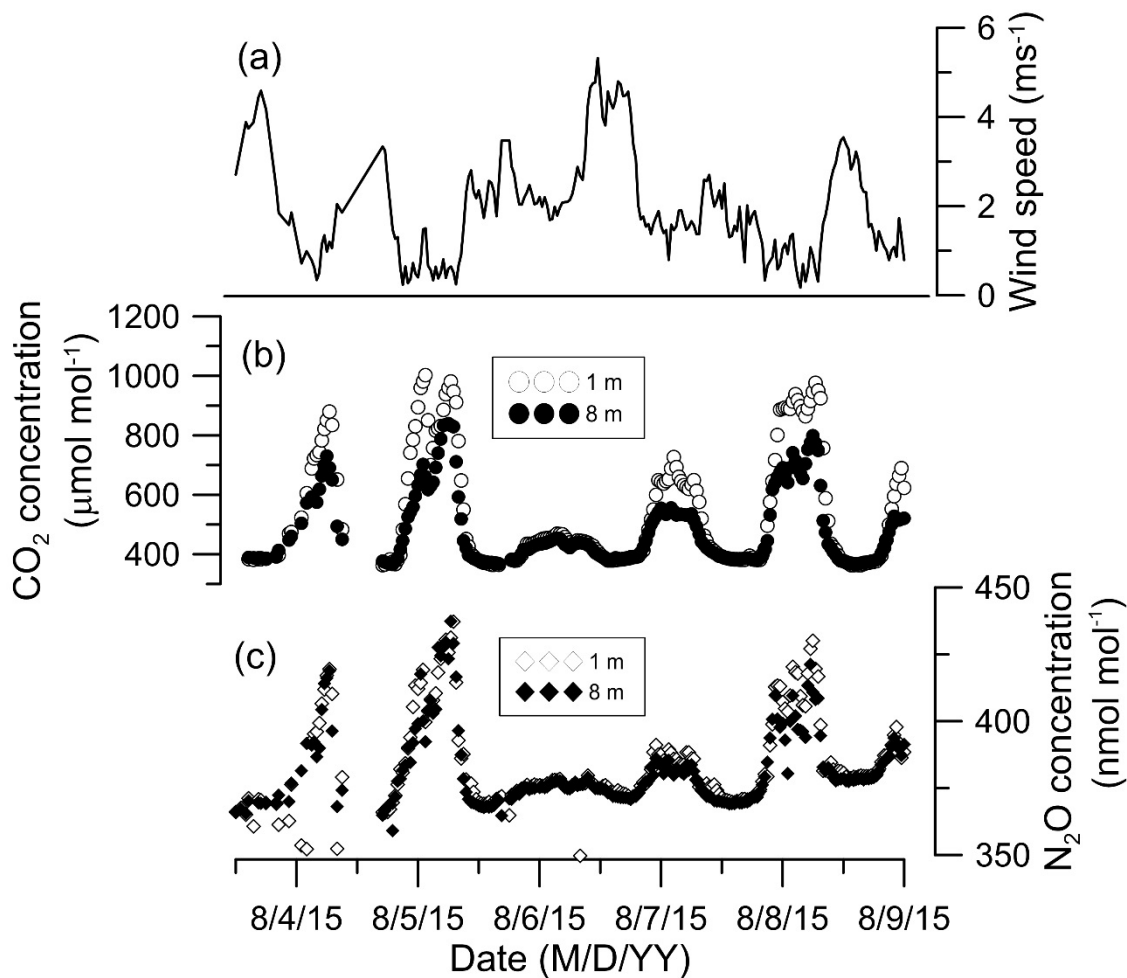 (a)
6
4
2
0
Wind speed (ms⁻¹)
(b)
1200
1000
800
600
400
CO₂ concentration
(µmol mol⁻¹)
1 m
8 m
(c)
450
400
350
N₂O concentration
(nmol mol⁻¹)
1 m
8 m
8/4/15 8/5/15 8/6/15 8/7/15 8/8/15 8/9/15
Date (M/D/YY)